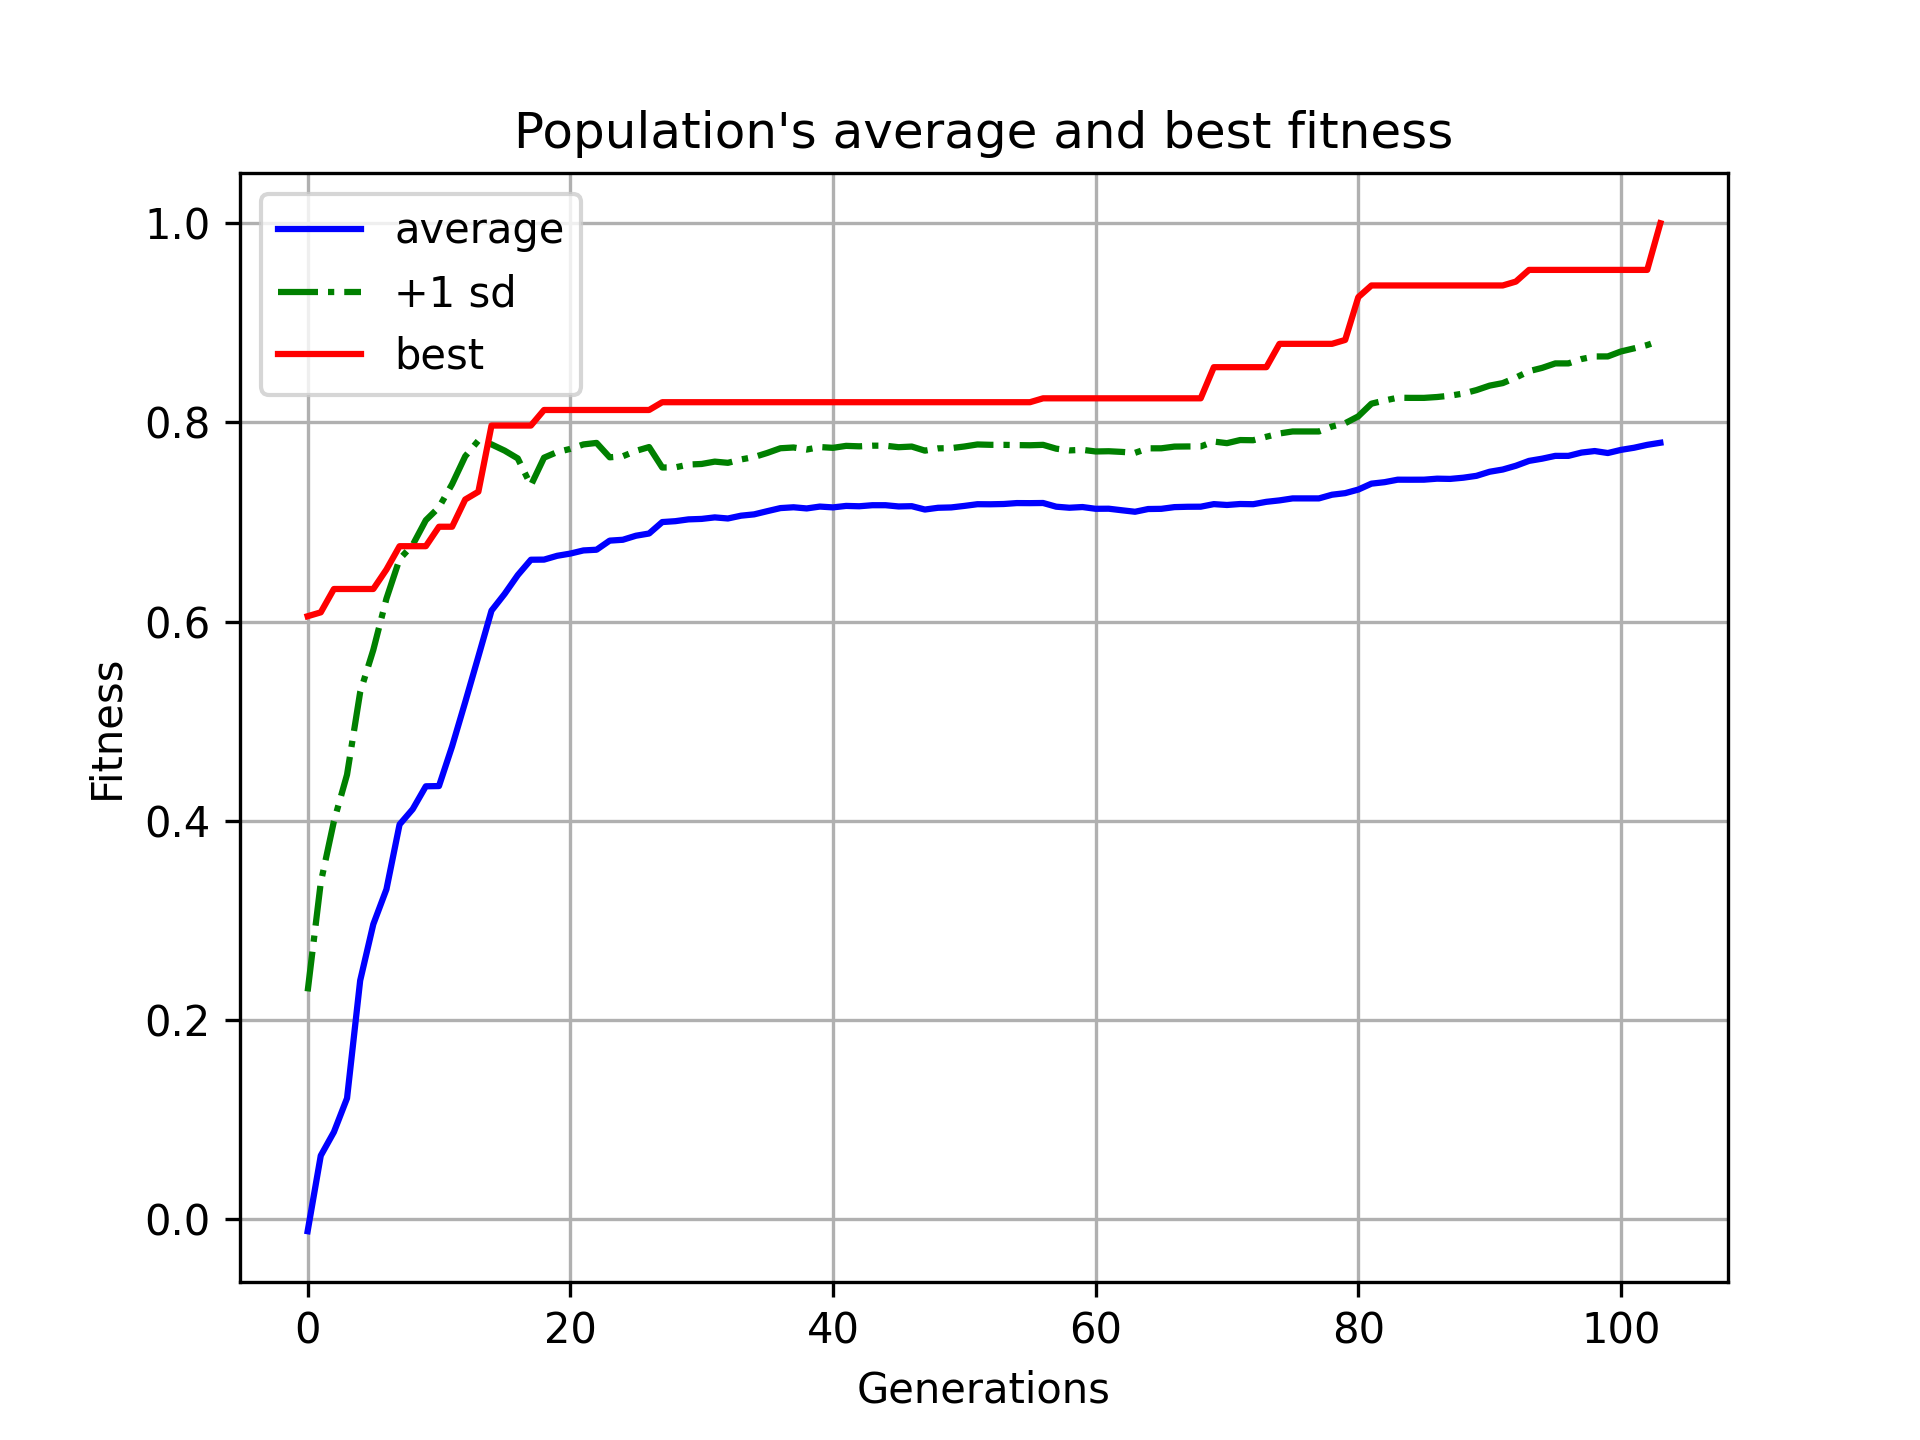 Population's average and best fitness
average
+1 sd
best
1.0
0.8
0.6
0.4
0.2
0.0
Fitness
0 20 40 60 80 100
Generations